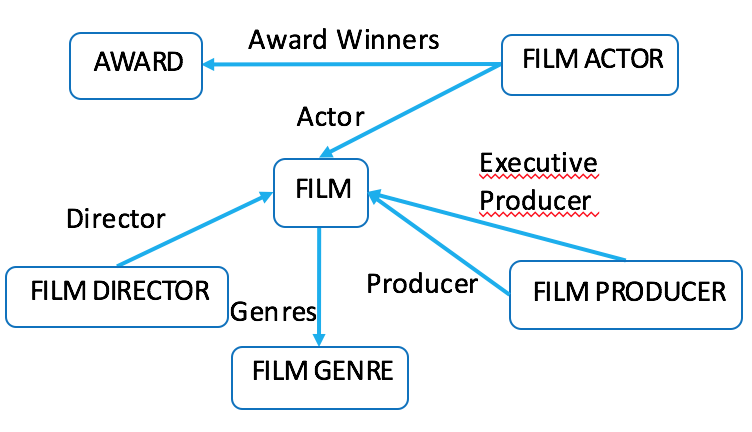 Award Winners
AWARD
FILM ACTOR
Actor
Executive
Producer
FILM
Director
Producer
FILM DIRECTOR
FILM PRODUCER
Genres
FILM GENRE